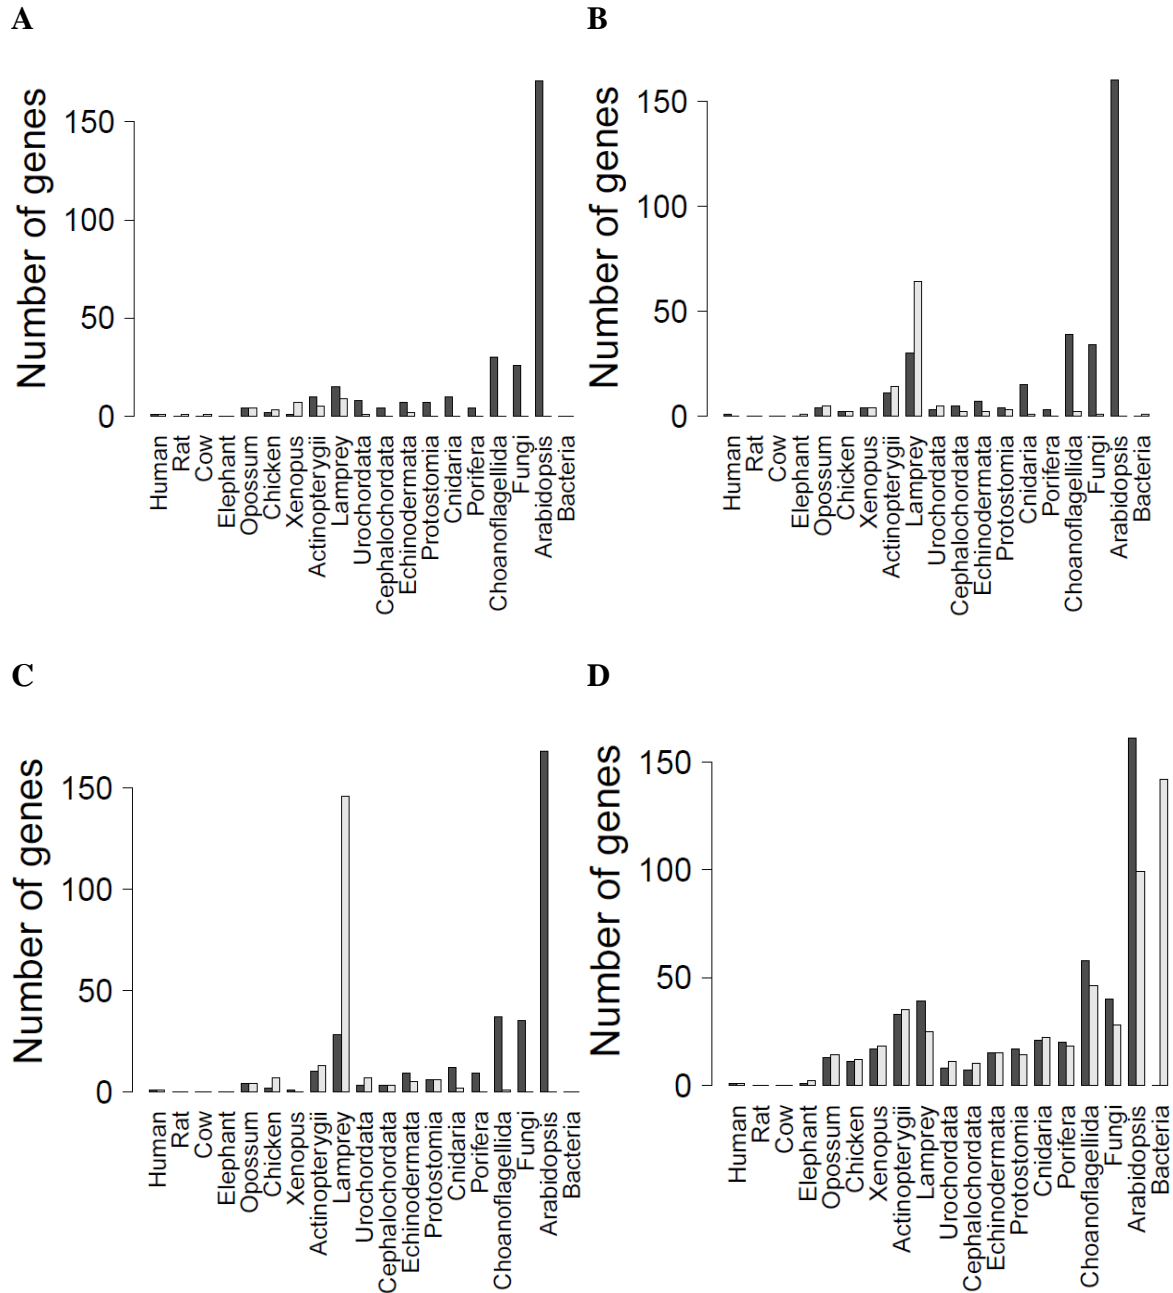 A
Number of genes
150
100
50
0
Human
Rat
Cow
Elephant
Opossum
Chicken
Xenopus
Actinopterygii
Lamprey
Urochordata
Cephalochordata
Echinodermata
Protostomia
Cnidaria
Porifera
Choanoflagellida
Fungi
Arabidopsis
Bacteria
B
Number of genes
150
100
50
0
Human
Rat
Cow
Elephant
Opossum
Chicken
Xenopus
Actinopterygii
Lamprey
Urochordata
Cephalochordata
Echinodermata
Protostomia
Cnidaria
Porifera
Choanoflagellida
Fungi
Arabidopsis
Bacteria
C
Number of genes
150
100
50
0
Human
Rat
Cow
Elephant
Opossum
Chicken
Xenopus
Actinopterygii
Lamprey
Urochordata
Cephalochordata
Echinodermata
Protostomia
Cnidaria
Porifera
Choanoflagellida
Fungi
Arabidopsis
Bacteria
D
Number of genes
150
100
50
0
Human
Rat
Cow
Elephant
Opossum
Chicken
Xenopus
Actinopterygii
Lamprey
Urochordata
Cephalochordata
Echinodermata
Protostomia
Cnidaria
Porifera
Choanoflagellida
Fungi
Arabidopsis
Bacteria